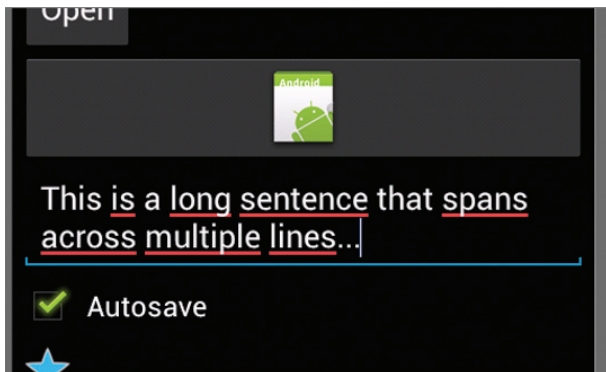 Open
Android
This is a long sentence that spans
across multiple lines...
Autosave